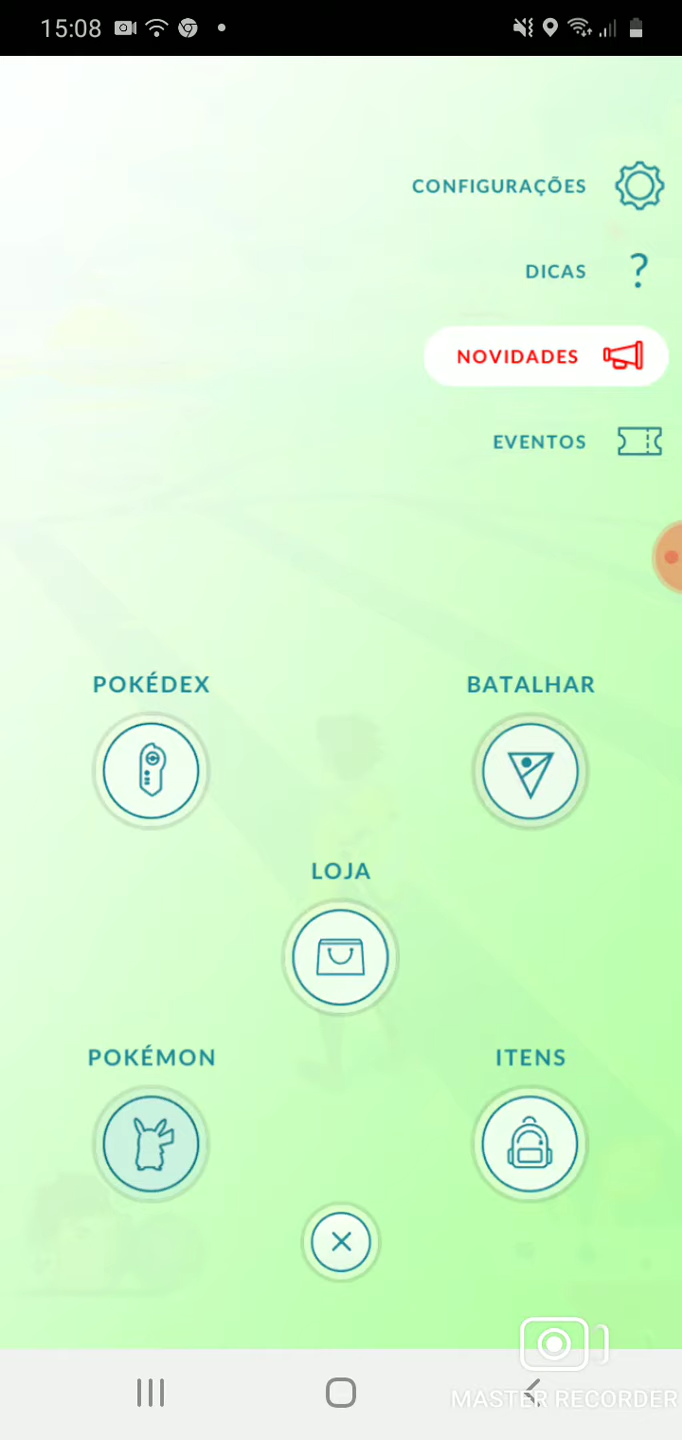 15:08
CONFIGURAÇÕES
DICAS
NOVIDADES
EVENTOS
POKÉDEX
BATALHAR
LOJA
POKÉMON
ITENS
MASTER RECORDER